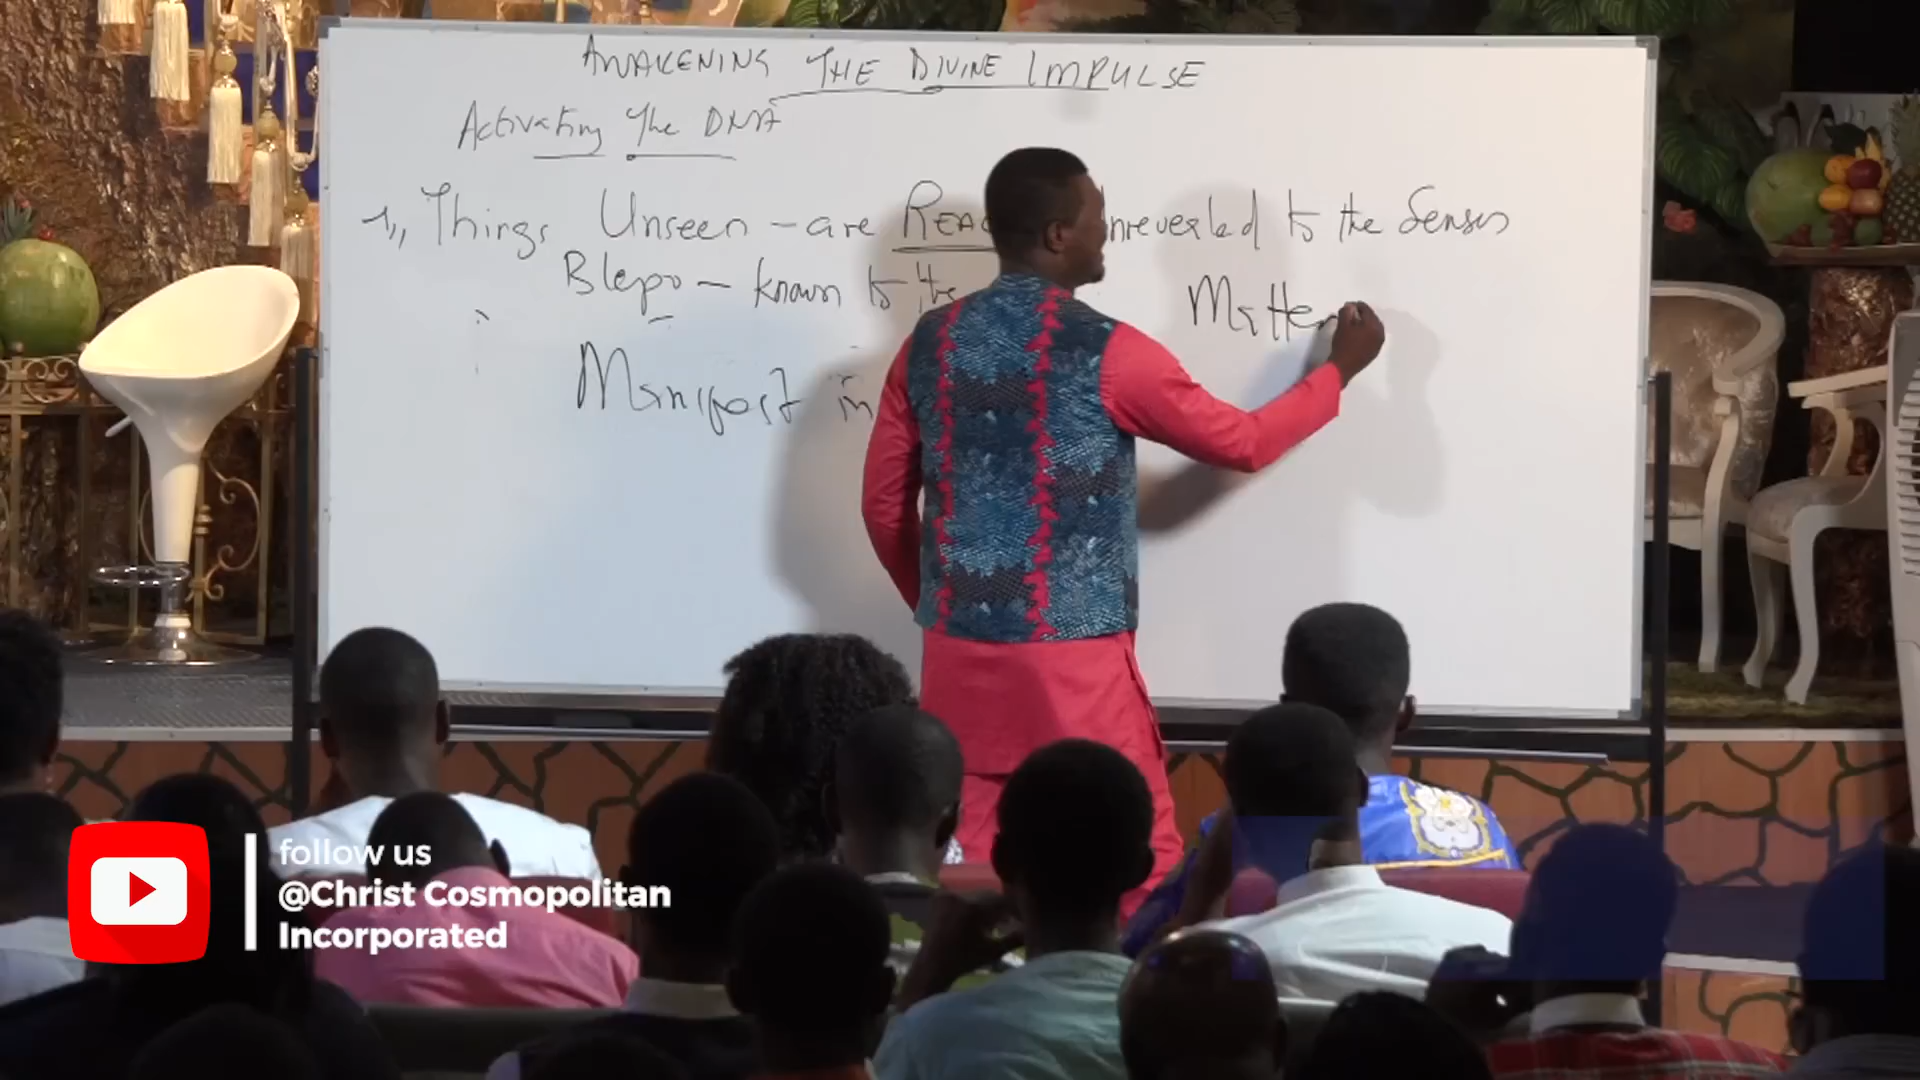 AWAKENING THE DIVINE IMPULSE
Activating The DNA
1,, Things Unseen - are REAL unrevealed to the Senses
Blepo - known to the Matter
Manifest in
follow us
@Christ Cosmopolitan
Incorporated